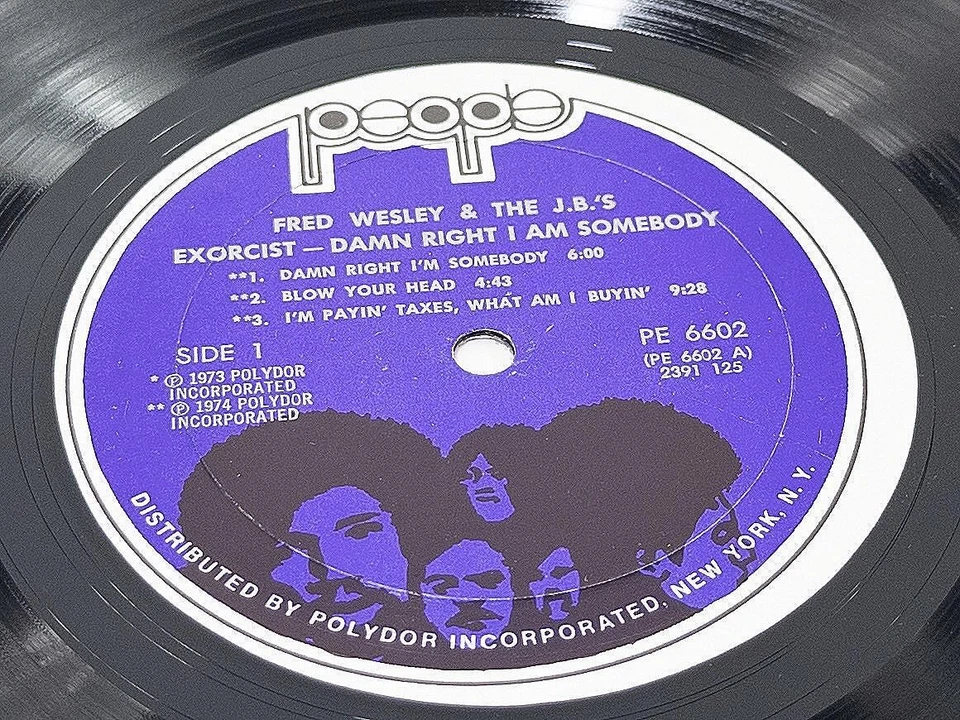 people
FRED WESLEY & THE J.B.'S
EXORCIST — DAMN RIGHT I AM SOMEBODY
**1. DAMN RIGHT I'M SOMEBODY 6:00
**2. BLOW YOUR HEAD 4:43
**3. I'M PAYIN' TAXES, WHAT AM I BUYIN' 9:28
SIDE 1
* ℗ 1973 POLYDOR
INCORPORATED
** ℗ 1974 POLYDOR
INCORPORATED
PE 6602
(PE 6602 A)
2391 125
DISTRIBUTED BY POLYDOR INCORPORATED, NEW YORK, N.Y.